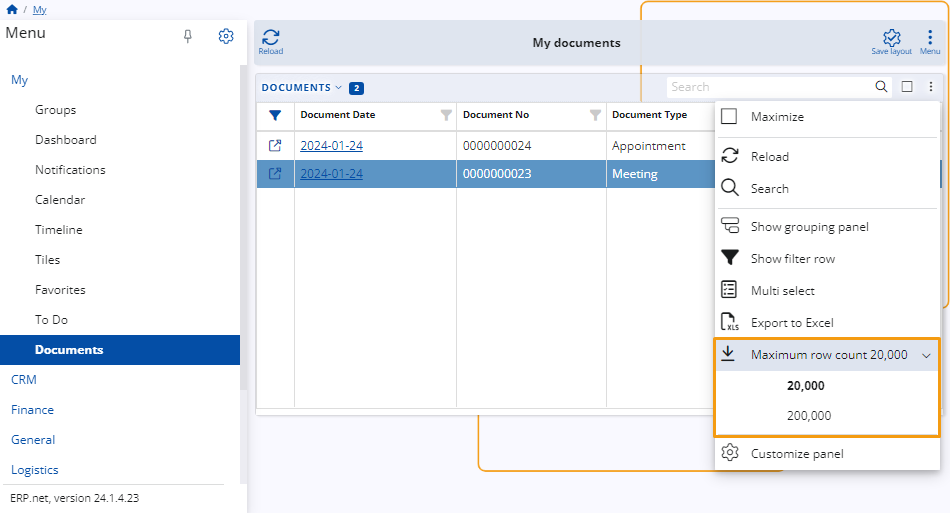 / My
Menu
My
Groups
Dashboard
Notifications
Calendar
Timeline
Tiles
Favorites
To Do
Documents
CRM
Finance
General
Logistics
ERP.net, version 24.1.4.23
Reload
My documents
Save layout
Menu
DOCUMENTS 2
Search
Document Date Document No Document Type
2024-01-24 0000000024 Appointment
2024-01-24 0000000023 Meeting
Maximize
Reload
Search
Show grouping panel
Show filter row
Multi select
XLS Export to Excel
Maximum row count 20,000
20,000
200,000
Customize panel